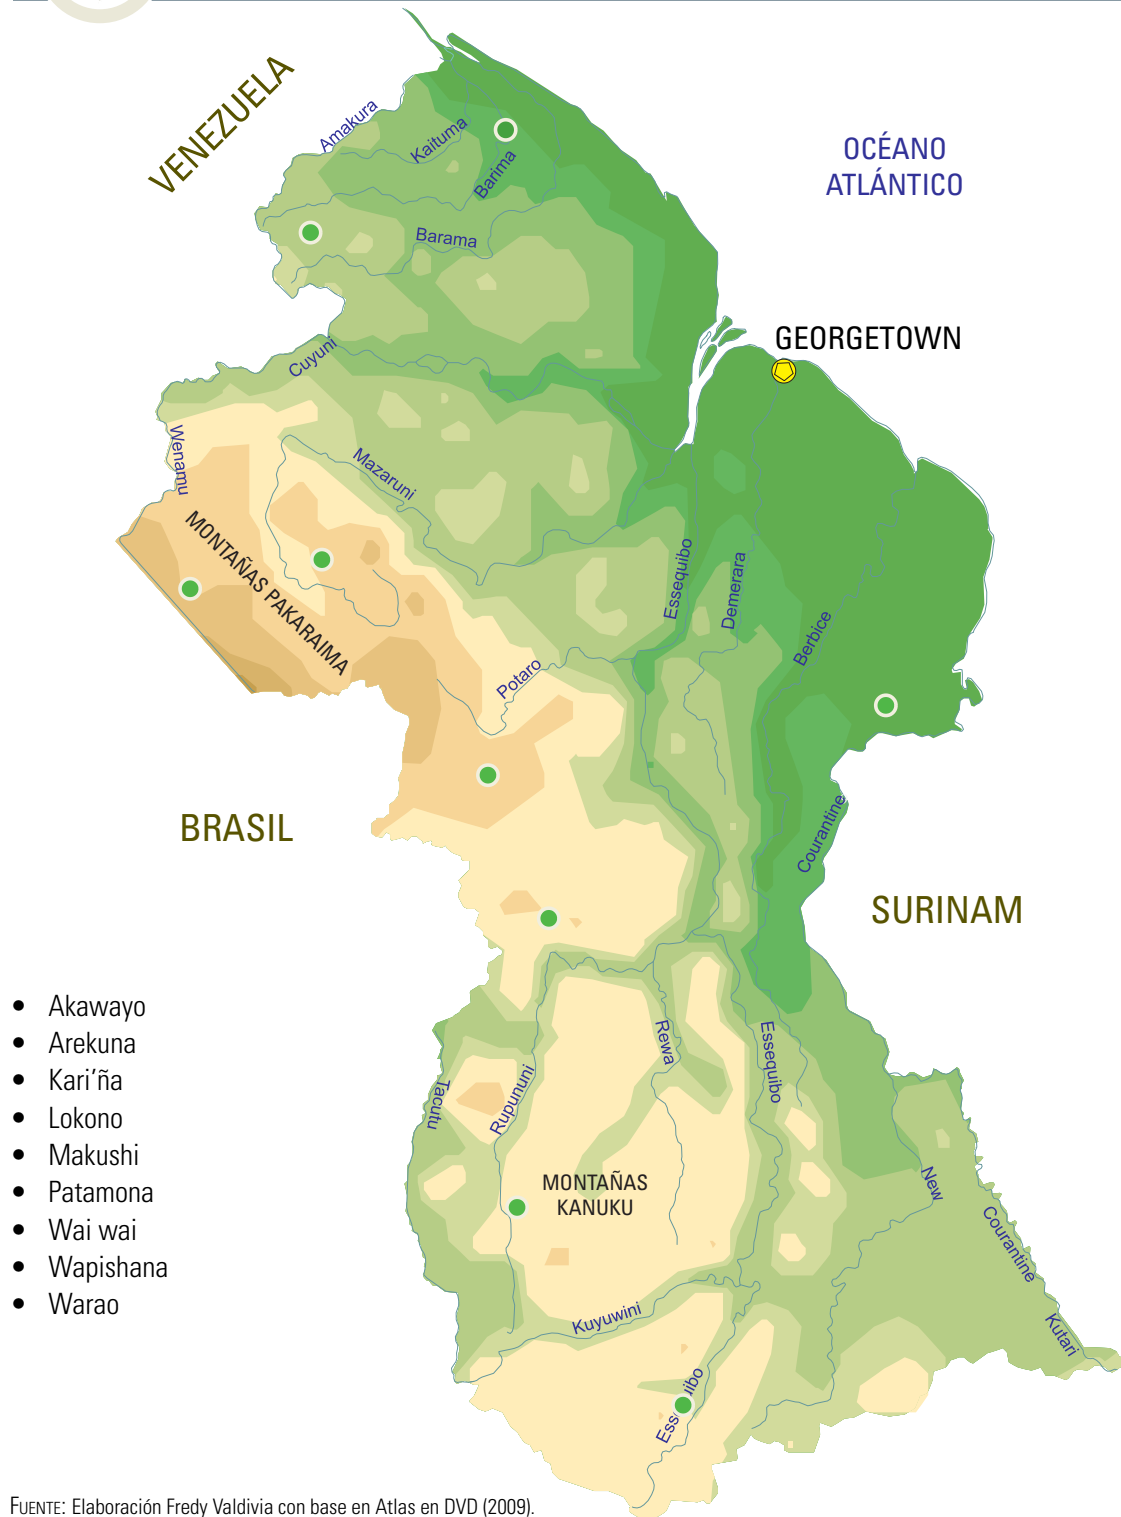 VENEZUELA
Amakura
Kaituma
Barima
OCÉANO
ATLÁNTICO
Barama
GEORGETOWN
Cuyuni
Wenamu
Mazaruni
MONTAÑAS PAKARAIMA
Essequibo
Demerara
Berbice
Potaro
BRASIL
Courantine
SURINAM
• Akawayo
• Arekuna
• Kari’ña
• Lokono
• Makushi
• Patamona
• Wai wai
• Wapishana
• Warao
Rewa
Essequibo
Tacutu
Rupununi
MONTAÑAS
KANUKU
New
Courantine
Kuyuwini
Kutari
Essequibo
FUENTE: Elaboración Fredy Valdivia con base en Atlas en DVD (2009).